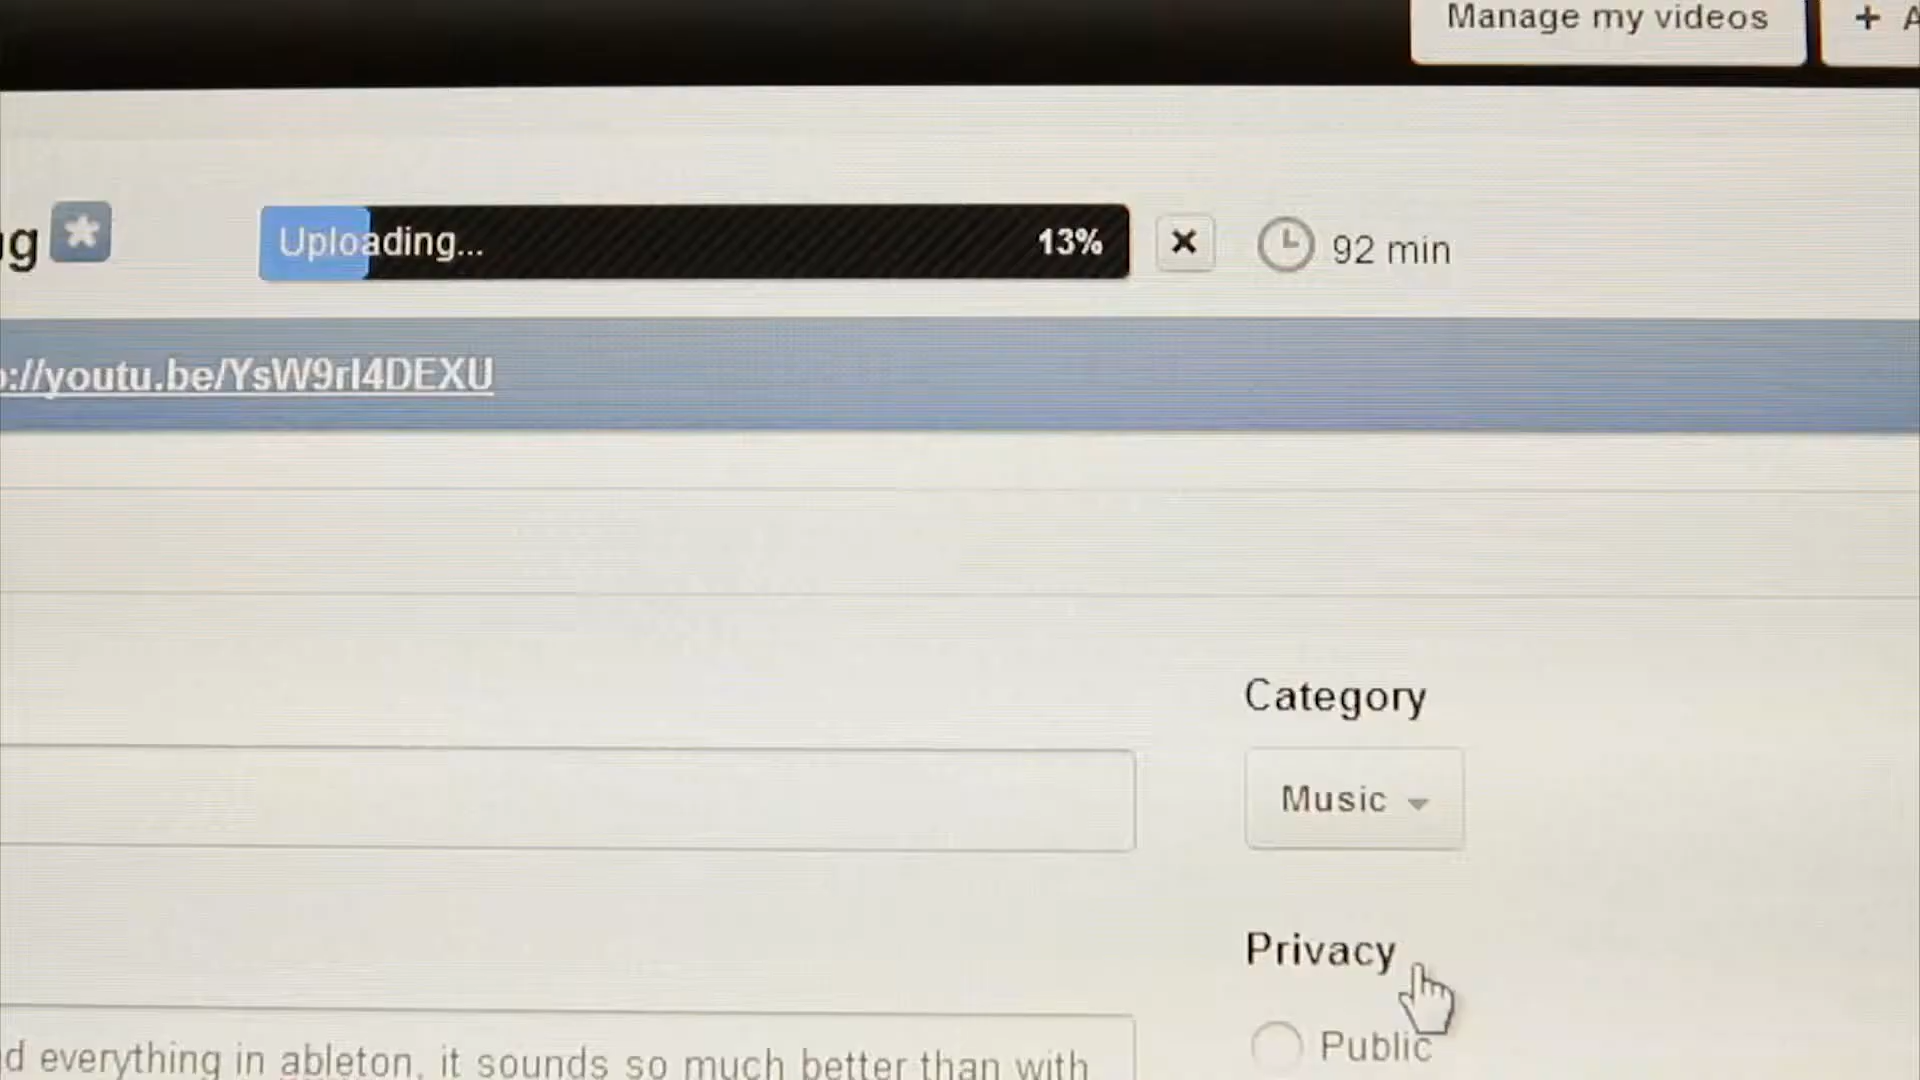 Manage my videos
+ A
ng
Uploading... 13%
92 min
p://youtu.be/YsW9rI4DEXU
Category
Music
Privacy
Public
d everything in ableton, it sounds so much better than with